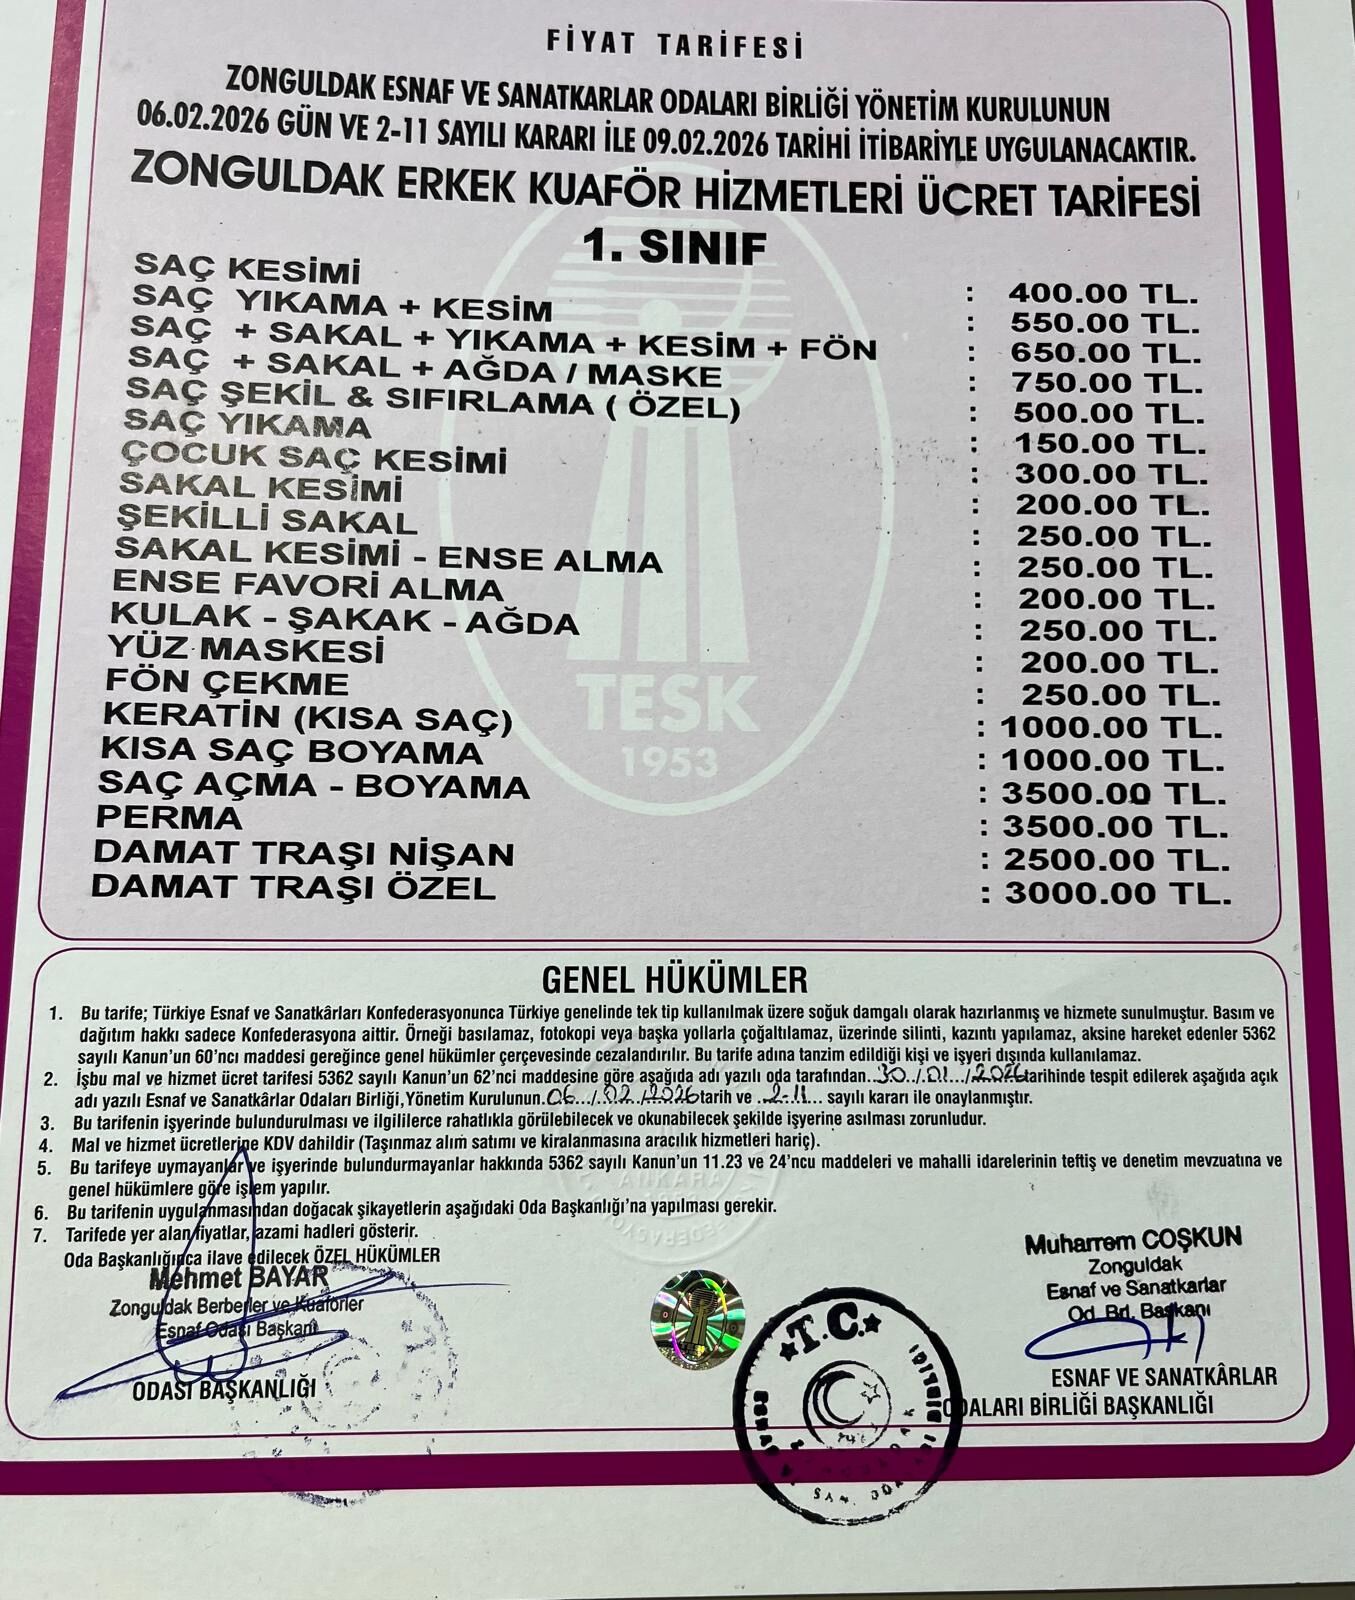 FİYAT TARİFESİ
ZONGULDAK ESNAF VE SANATKARLAR ODALARI BİRLİĞİ YÖNETİM KURULUNUN
06.02.2026 GÜN VE 2-11 SAYILI KARARI İLE 09.02.2026 TARİHİ İTİBARİYLE UYGULANACAKTIR.
ZONGULDAK ERKEK KUAFÖR HİZMETLERİ ÜCRET TARİFESİ
1. SINIF
SAÇ KESİMİ : 400.00 TL.
SAÇ YIKAMA + KESİM : 550.00 TL.
SAÇ + SAKAL + YIKAMA + KESİM + FÖN : 650.00 TL.
SAÇ + SAKAL + AĞDA / MASKE : 750.00 TL.
SAÇ ŞEKİL & SIFIRLAMA ( ÖZEL) : 500.00 TL.
SAÇ YIKAMA : 150.00 TL.
ÇOCUK SAÇ KESİMİ : 300.00 TL.
SAKAL KESİMİ : 200.00 TL.
ŞEKİLLİ SAKAL : 250.00 TL.
SAKAL KESİMİ - ENSE ALMA : 250.00 TL.
ENSE FAVORİ ALMA : 200.00 TL.
KULAK - ŞAKAK - AĞDA : 250.00 TL.
YÜZ MASKESİ : 200.00 TL.
FÖN ÇEKME : 250.00 TL.
KERATİN (KISA SAÇ) : 1000.00 TL.
KISA SAÇ BOYAMA : 1000.00 TL.
SAÇ AÇMA - BOYAMA : 3500.00 TL.
PERMA : 3500.00 TL.
DAMAT TRAŞI NİŞAN : 2500.00 TL.
DAMAT TRAŞI ÖZEL : 3000.00 TL.
TESK
1953
GENEL HÜKÜMLER
1. Bu tarife; Türkiye Esnaf ve Sanatkârları Konfederasyonunca Türkiye genelinde tek tip kullanılmak üzere soğuk damgalı olarak hazırlanmış ve hizmete sunulmuştur. Basım ve
dağıtım hakkı sadece Konfederasyona aittir. Örneği basılamaz, fotokopi veya başka yollarla çoğaltılamaz, üzerinde silinti, kazıntı yapılamaz, aksine hareket edenler 5362
sayılı Kanun'un 60'ncı maddesi gereğince genel hükümler çerçevesinde cezalandırılır. Bu tarife adına tanzim edildiği kişi ve işyeri dışında kullanılamaz.
2. İşbu mal ve hizmet ücret tarifesi 5362 sayılı Kanun'un 62'nci maddesine göre aşağıda adı yazılı oda tarafından..30../.01.../.2026tarihinde tespit edilerek aşağıda açık
adı yazılı Esnaf ve Sanatkârlar Odaları Birliği,Yönetim Kurulunun.06.../.02./2026tarih ve ..2-11... sayılı kararı ile onaylanmıştır.
3. Bu tarifenin işyerinde bulundurulması ve ilgililerce rahatlıkla görülebilecek ve okunabilecek şekilde işyerine asılması zorunludur.
4. Mal ve hizmet ücretlerine KDV dahildir (Taşınmaz alım satımı ve kiralanmasına aracılık hizmetleri hariç).
5. Bu tarifeye uymayanlar ve işyerinde bulundurmayanlar hakkında 5362 sayılı Kanun'un 11.23 ve 24'ncu maddeleri ve mahalli idarelerinin teftiş ve denetim mevzuatına ve
genel hükümlere göre işlem yapılır.
6. Bu tarifenin uygulanmasından doğacak şikayetlerin aşağıdaki Oda Başkanlığı'na yapılması gerekir.
7. Tarifede yer alan fiyatlar, azami hadleri gösterir.
Oda Başkanlığınca ilave edilecek ÖZEL HÜKÜMLER
Mehmet BAYAR
Zonguldak Berberler ve Kuaförler
Esnaf Odası Başkanı
ODASI BAŞKANLIĞI
Muharrem COŞKUN
Zonguldak
Esnaf ve Sanatkarlar
Od. Brl. Başkanı
ESNAF VE SANATKÂRLAR
ODALARI BİRLİĞİ BAŞKANLIĞI
T.C.
ANKARA